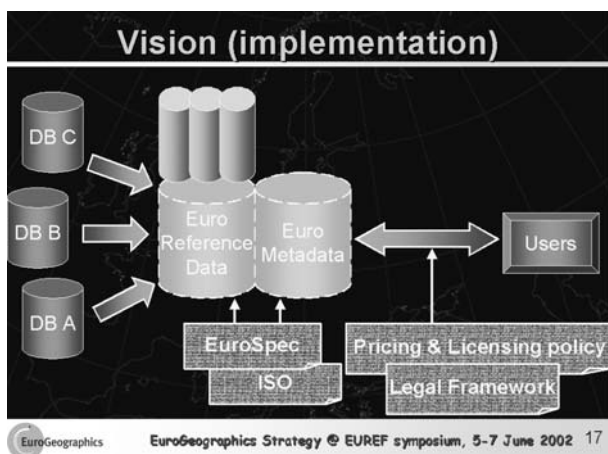 Vision (implementation)
DB C
DB B
DB A
Euro
Reference
Data
Euro
Metadata
Users
EuroSpec
ISO
Pricing & Licensing policy
Legal Framework
EuroGeographics
EuroGeographics Strategy @ EUREF symposium, 5-7 June 2002
17